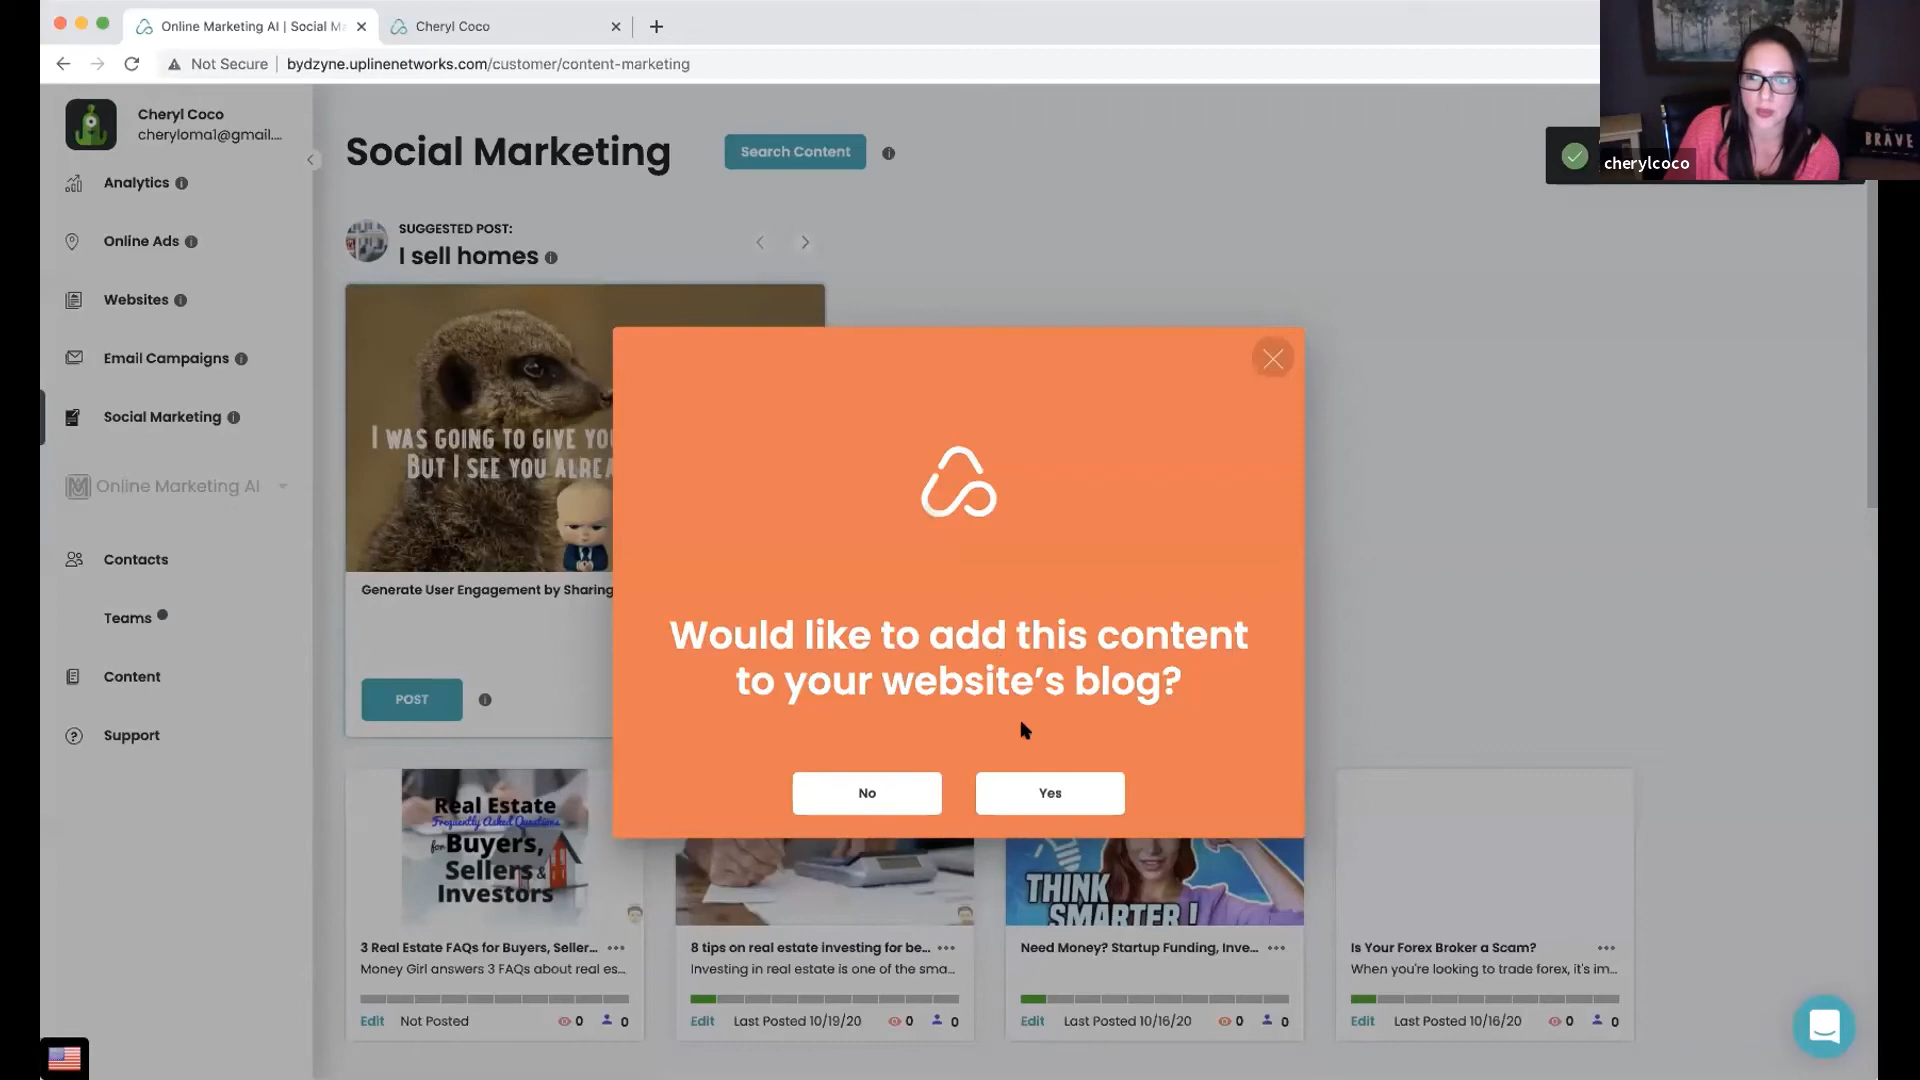 Online Marketing AI | Social Ma
Cheryl Coco
Not Secure
bydzyne.uplinenetworks.com/customer/content-marketing
Cheryl Coco
cheryloma1@gmail....
Analytics
Online Ads
Websites
Email Campaigns
Social Marketing
Online Marketing AI
Contacts
Teams
Content
Support
Social Marketing
Search Content
BRAVE
cherylcoco
SUGGESTED POST:
I sell homes
I WAS GOING TO GIVE YOU
BUT I SEE YOU ALREA
Generate User Engagement by Sharing
POST
Would like to add this content
to your website's blog?
No
Yes
Real Estate
Frequently Asked Questions
for Buyers,
Sellers &
Investors
THINK
SMARTER!
3 Real Estate FAQs for Buyers, Seller...
Money Girl answers 3 FAQs about real es...
Edit Not Posted 0 0
8 tips on real estate investing for be...
Investing in real estate is one of the sma...
Edit Last Posted 10/19/20 0 0
Need Money? Startup Funding, Inve...
Edit Last Posted 10/16/20 0 0
Is Your Forex Broker a Scam?
When you're looking to trade forex, it's im...
Edit Last Posted 10/16/20 0 0